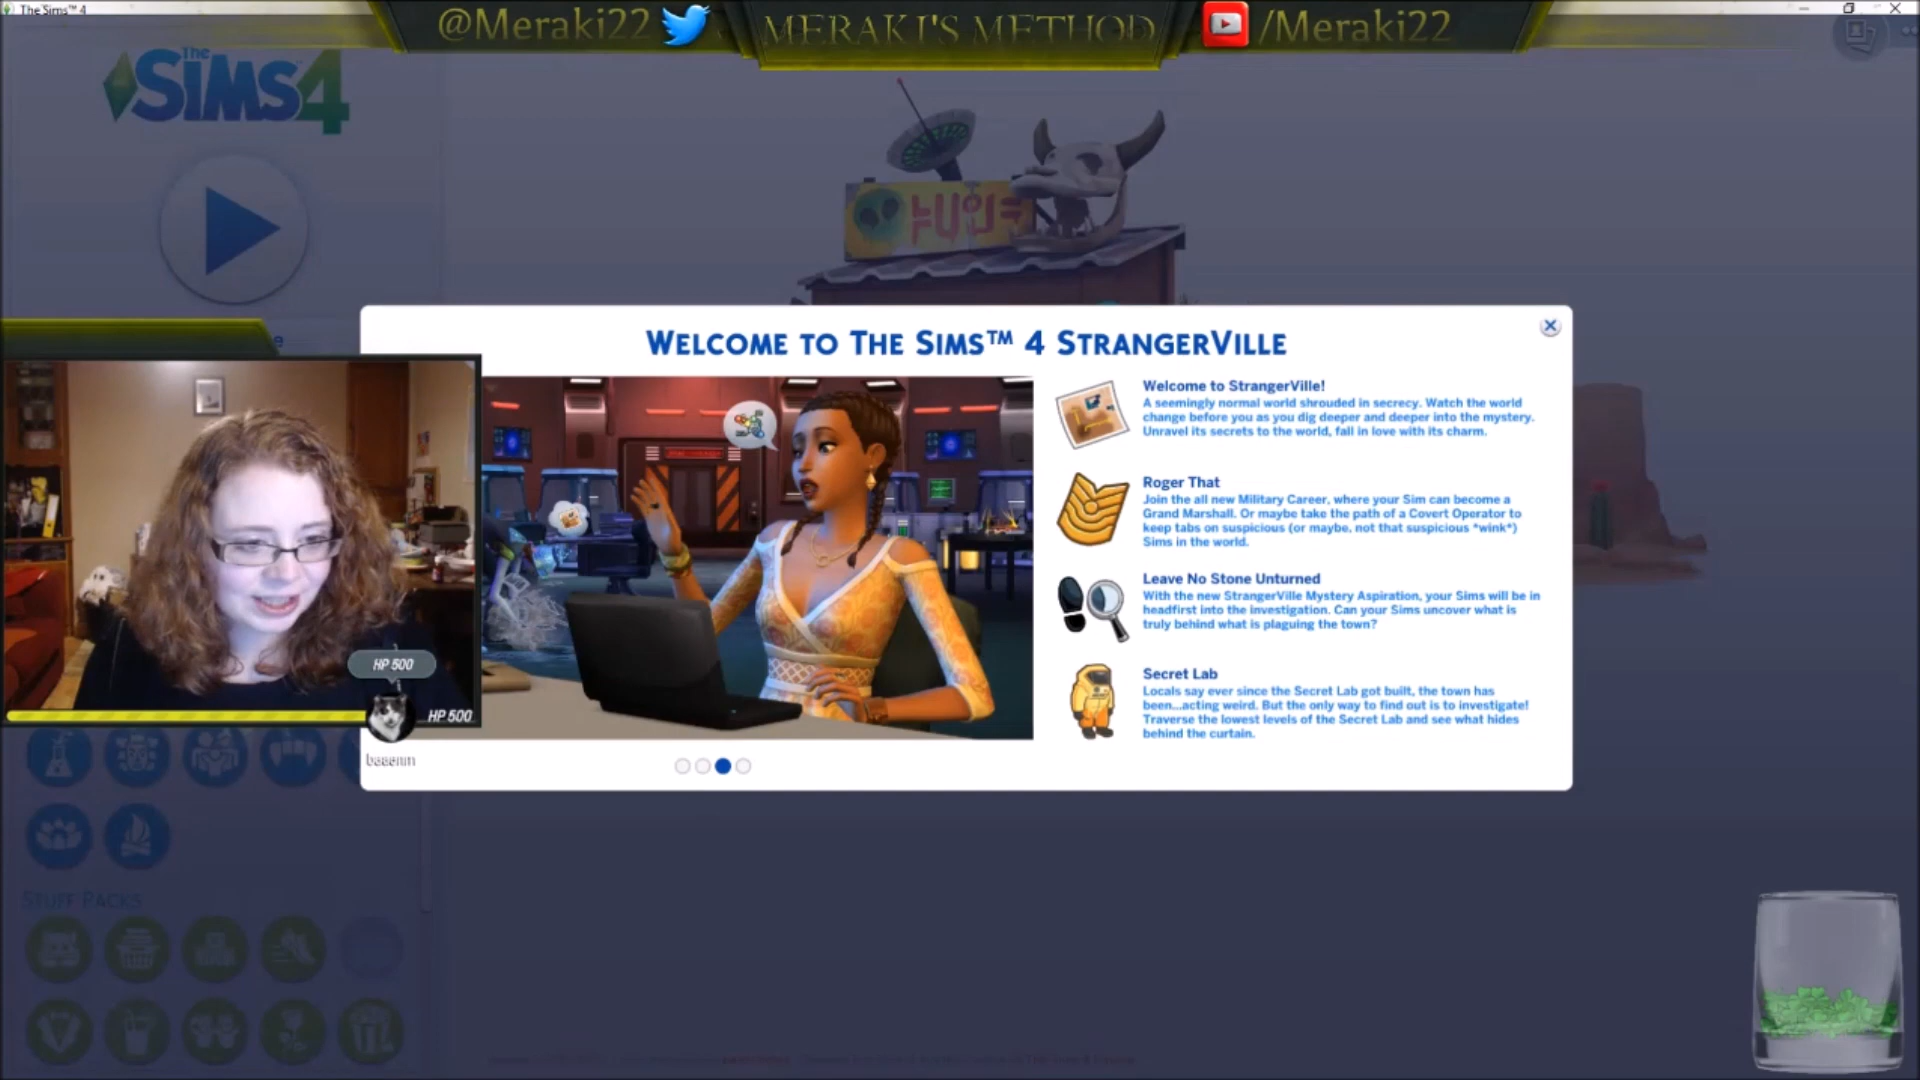 The Sims™ 4
@Meraki22
MERAKI'S METHOD
/Meraki22
The SIMS 4
WELCOME TO THE SIMS™ 4 STRANGERVILLE
Welcome to StrangerVille!
A seemingly normal world shrouded in secrecy. Watch the world
change before you as you dig deeper and deeper into the mystery.
Unravel its secrets to the world, fall in love with its charm.
Roger That
Join the all new Military Career, where your Sim can become a
Grand Marshall. Or maybe take the path of a Covert Operator to
keep tabs on suspicious (or maybe, not that suspicious *wink*)
Sims in the world.
Leave No Stone Unturned
With the new StrangerVille Mystery Aspiration, your Sims will be in
headfirst into the investigation. Can your Sims uncover what is
truly behind what is plaguing the town?
Secret Lab
Locals say ever since the Secret Lab got built, the town has
been...acting weird. But the only way to find out is to investigate!
Traverse the lowest levels of the Secret Lab and see what hides
behind the curtain.
HP 500
HP 500
STUFF PACKS